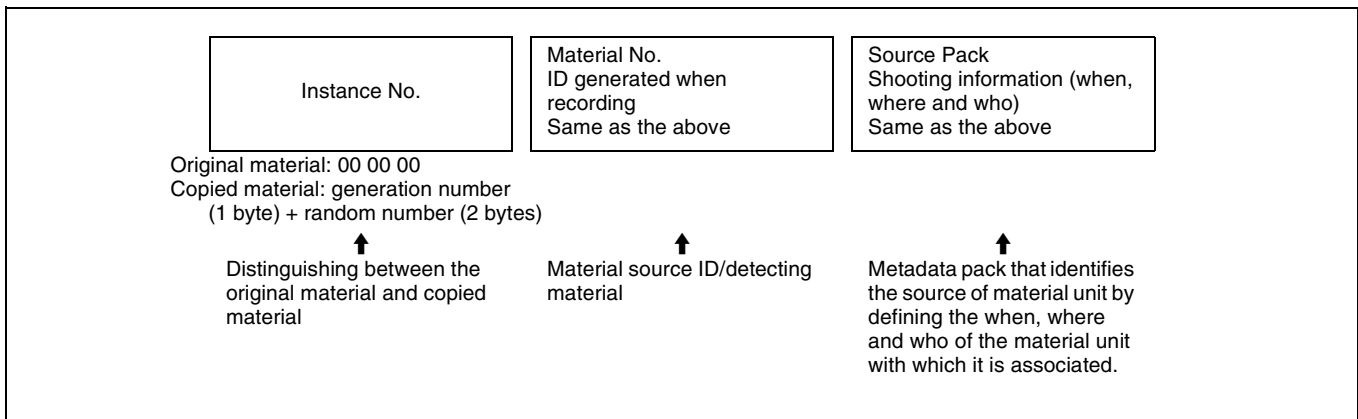 Instance No.
Material No.
ID generated when
recording
Same as the above
Source Pack
Shooting information (when,
where and who)
Same as the above
Original material: 00 00 00
Copied material: generation number
(1 byte) + random number (2 bytes)
Distinguishing between the
original material and copied
material
Material source ID/detecting
material
Metadata pack that identifies
the source of material unit by
defining the when, where
and who of the material unit
with which it is associated.